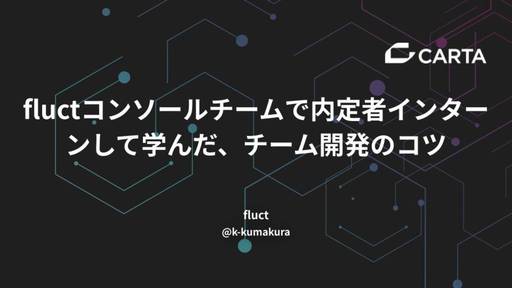 CARTA
fluctコンソールチームで内定者インター
ンして学んだ、チーム開発のコツ
fluct
@k-kumakura